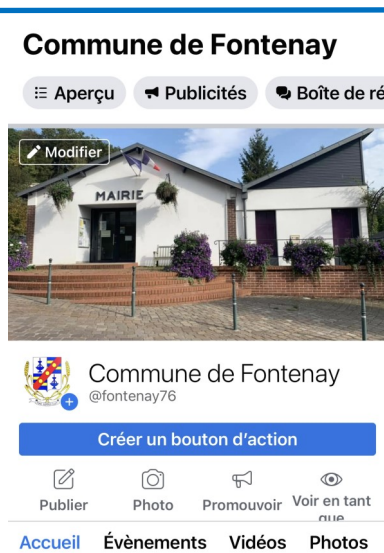 Commune de Fontenay
Aperçu Publicités Boîte de ré
Modifier
MAIRIE
Commune de Fontenay
@fontenay76
Créer un bouton d'action
Publier Photo Promouvoir Voir en tant que
Accueil Évènements Vidéos Photos